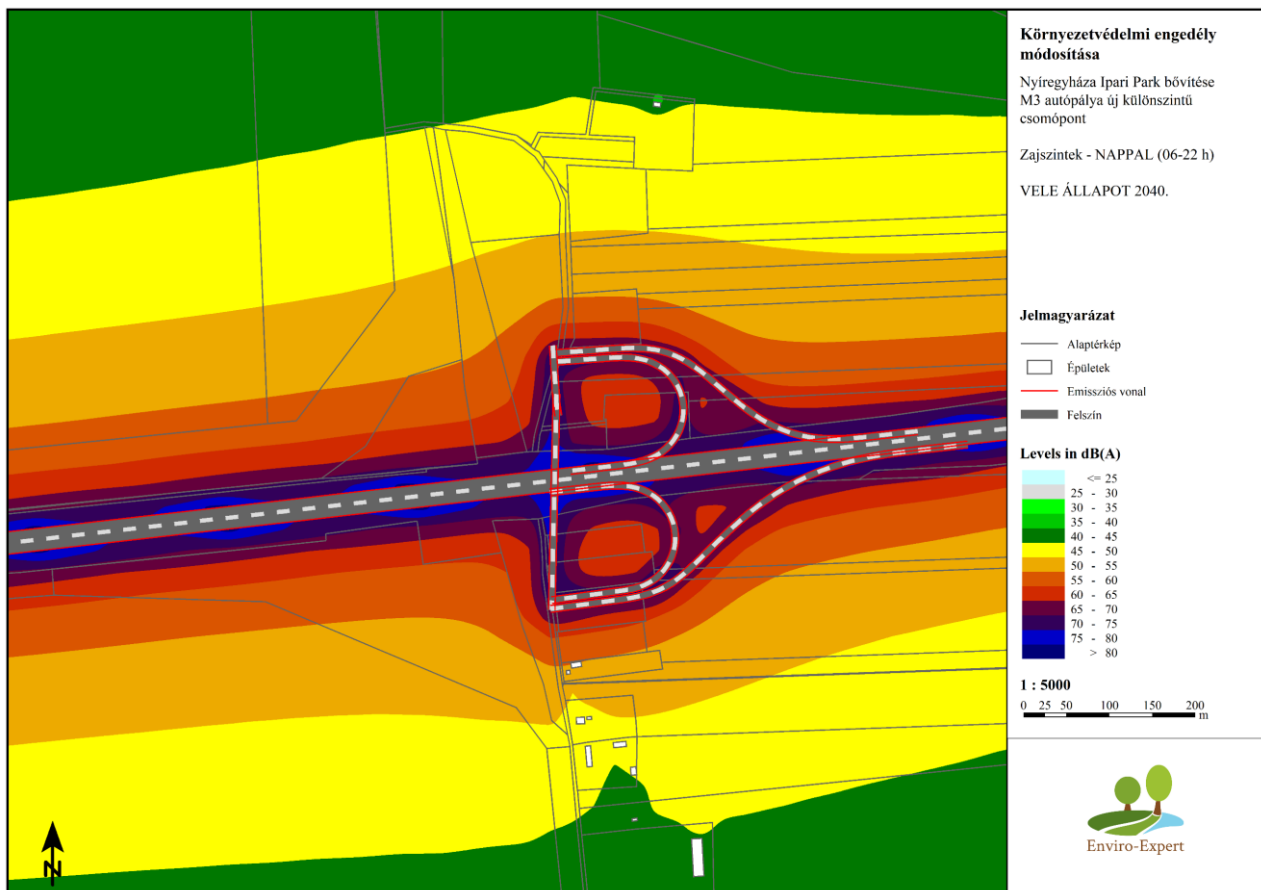 Környezetvédelmi engedély
módosítása
Nyíregyháza Ipari Park bővítése
M3 autópálya új különszintű
csomópont
Zajszintek - NAPPAL (06-22 h)
VELE ÁLLAPOT 2040.
Jelmagyarázat
Alaptérkép
Épületek
Emissziós vonal
Felszín
Levels in dB(A)
<= 25
25 - 30
30 - 35
35 - 40
40 - 45
45 - 50
50 - 55
55 - 60
60 - 65
65 - 70
70 - 75
75 - 80
> 80
1 : 5000
0 25 50 100 150 200
m
Enviro-Expert
N